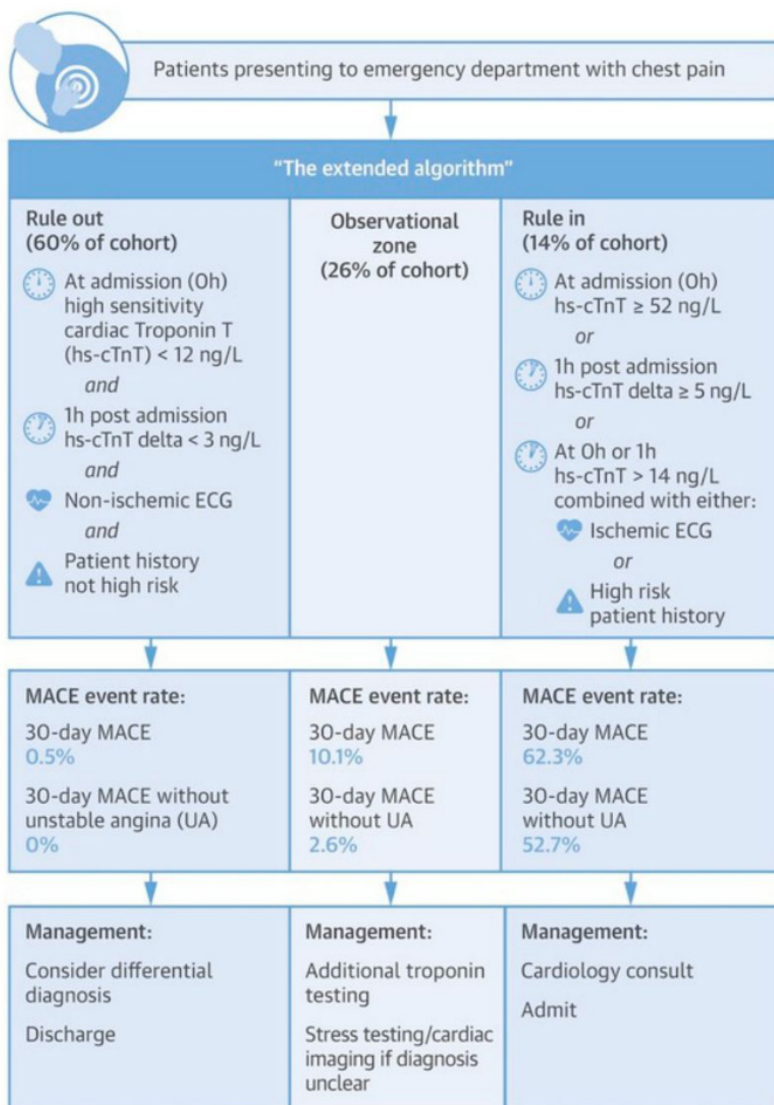 Patients presenting to emergency department with chest pain
"The extended algorithm"
Rule out
(60% of cohort)
At admission (0h)
high sensitivity
cardiac Troponin T
(hs-cTnT) < 12 ng/L
and
1h post admission
hs-cTnT delta < 3 ng/L
and
Non-ischemic ECG
and
Patient history
not high risk
Observational
zone
(26% of cohort)
Rule in
(14% of cohort)
At admission (0h)
hs-cTnT ≥ 52 ng/L
or
1h post admission
hs-cTnT delta ≥ 5 ng/L
or
At 0h or 1h
hs-cTnT > 14 ng/L
combined with either:
Ischemic ECG
or
High risk
patient history
MACE event rate:
30-day MACE
0.5%
30-day MACE without
unstable angina (UA)
0%
MACE event rate:
30-day MACE
10.1%
30-day MACE
without UA
2.6%
MACE event rate:
30-day MACE
62.3%
30-day MACE
without UA
52.7%
Management:
Consider differential
diagnosis
Discharge
Management:
Additional troponin
testing
Stress testing/cardiac
imaging if diagnosis
unclear
Management:
Cardiology consult
Admit